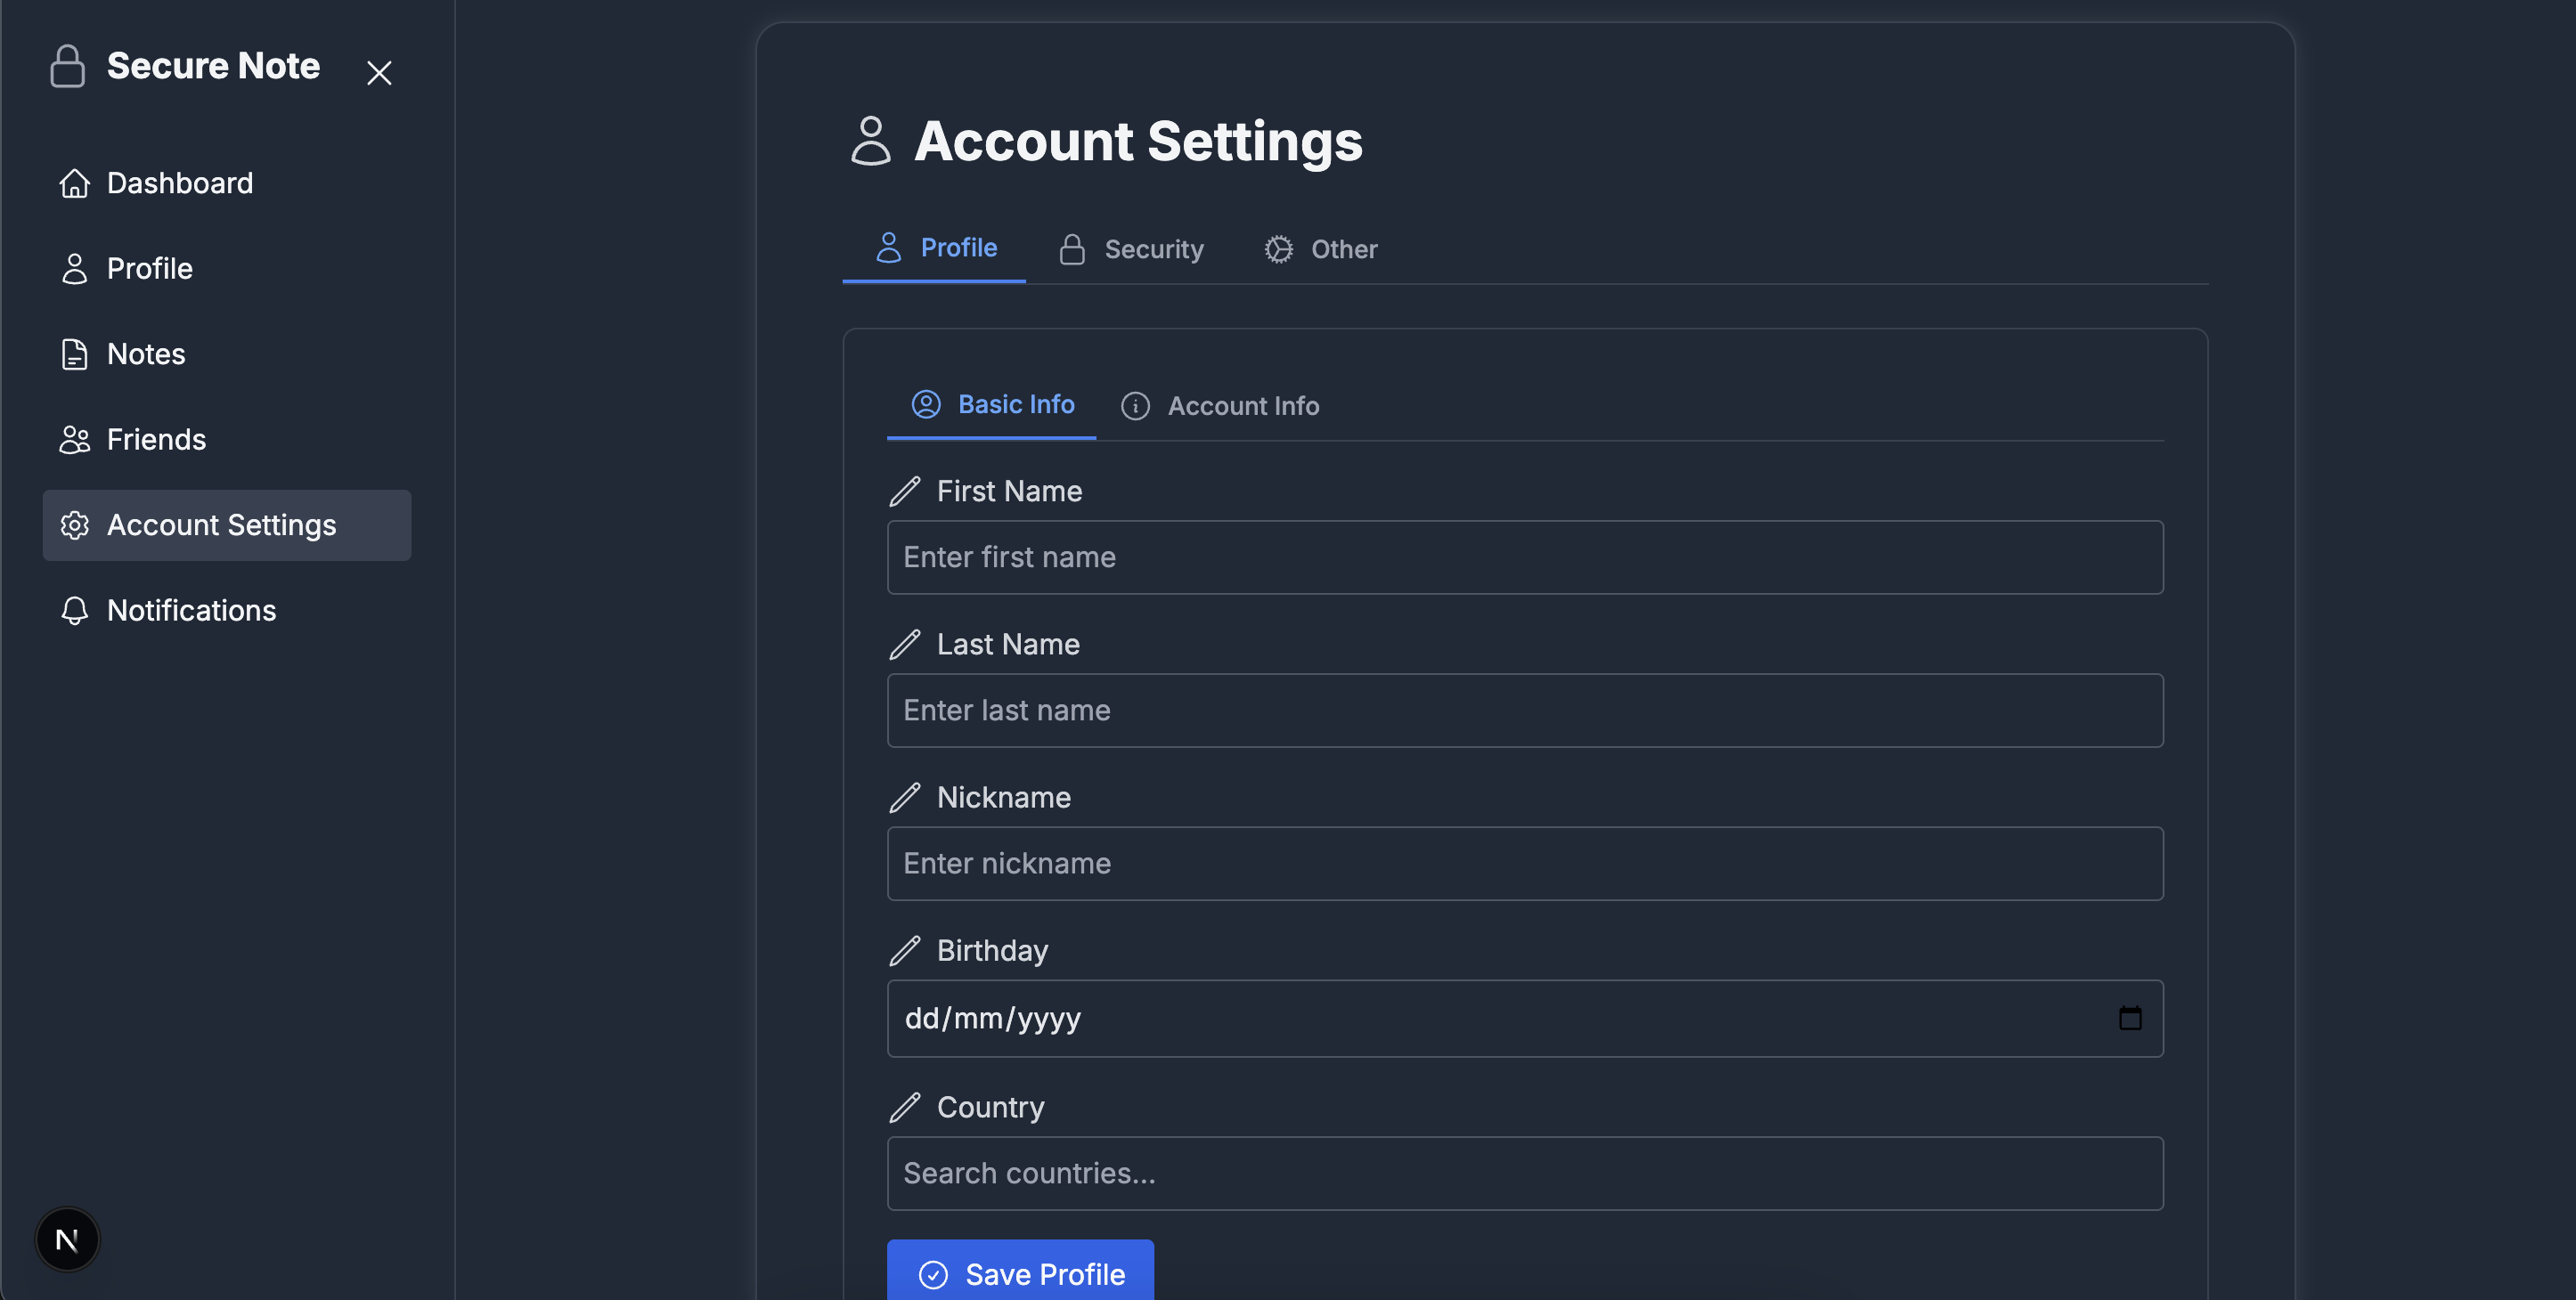 Secure Note
Dashboard
Profile
Notes
Friends
Account Settings
Notifications
N
Account Settings
Profile
Security
Other
Basic Info
Account Info
First Name
Enter first name
Last Name
Enter last name
Nickname
Enter nickname
Birthday
dd/mm/yyyy
Country
Search countries...
Save Profile